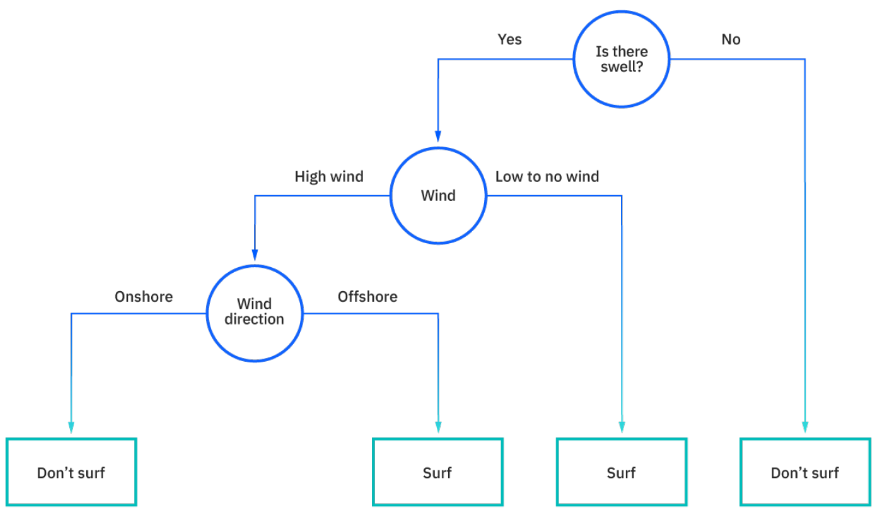 Yes
Is there
swell?
No
High wind
Wind
Low to no wind
Onshore
Wind
direction
Offshore
Don’t surf
Surf
Surf
Don’t surf